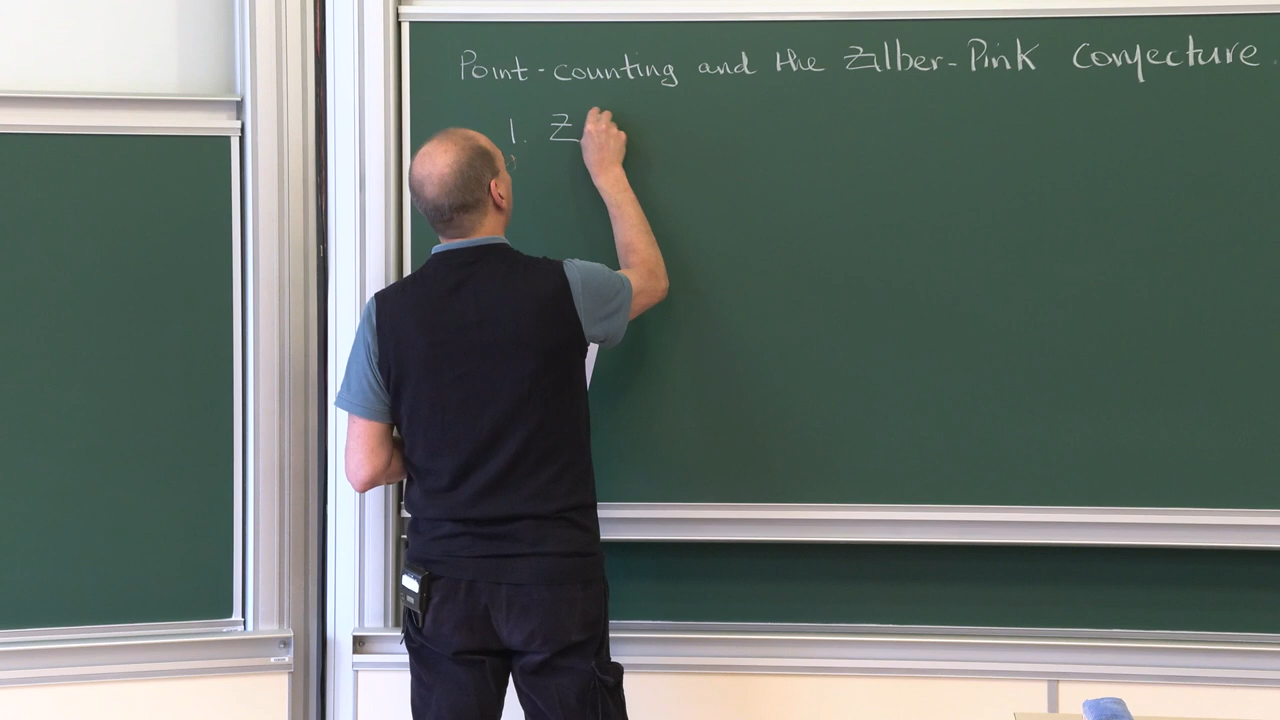 Point-counting and the Zilber-Pink Conjecture.
1. Z